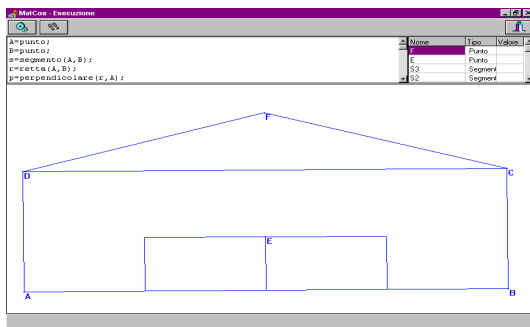 MatCos - Esecuzione
A=punto;
B=punto;
s=segmento(A,B);
r=retta(A,B);
p=perpendicolare(r,A);
Nome Tipo Valore
F Punto
E Punto
S3 Segment
S2 Segment
F
D
C
E
A
B